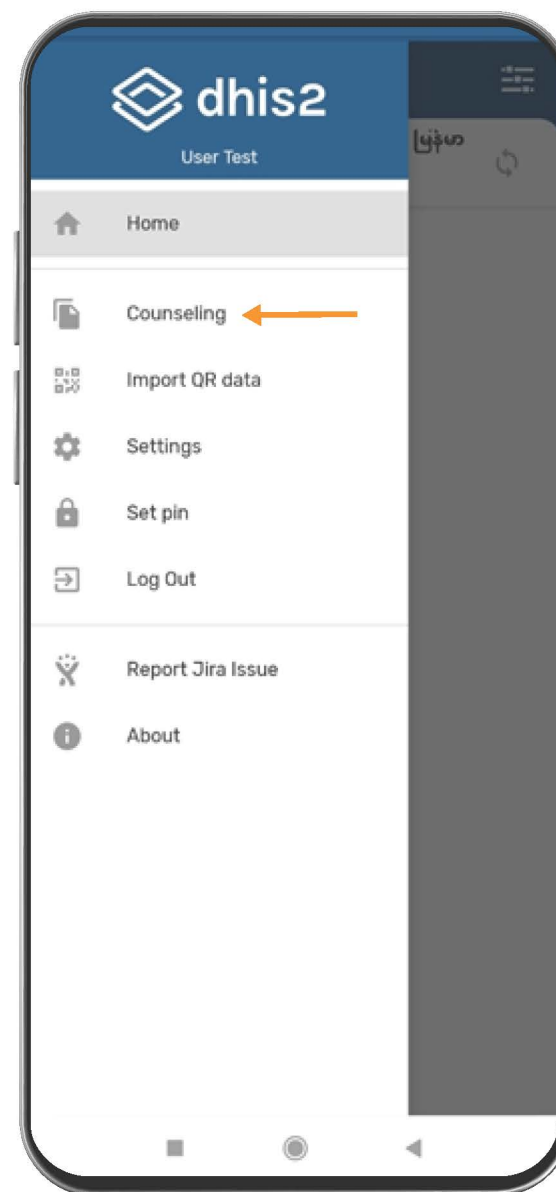 dhis2
User Test
မြန်မာ
Home
Counseling
Import QR data
Settings
Set pin
Log Out
Report Jira Issue
About